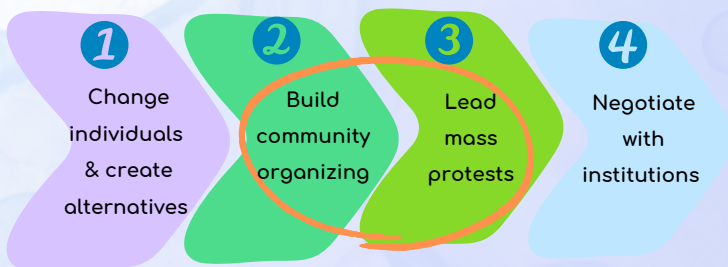 1
Change
individuals
& create
alternatives
2
Build
community
organizing
3
Lead
mass
protests
4
Negotiate
with
institutions